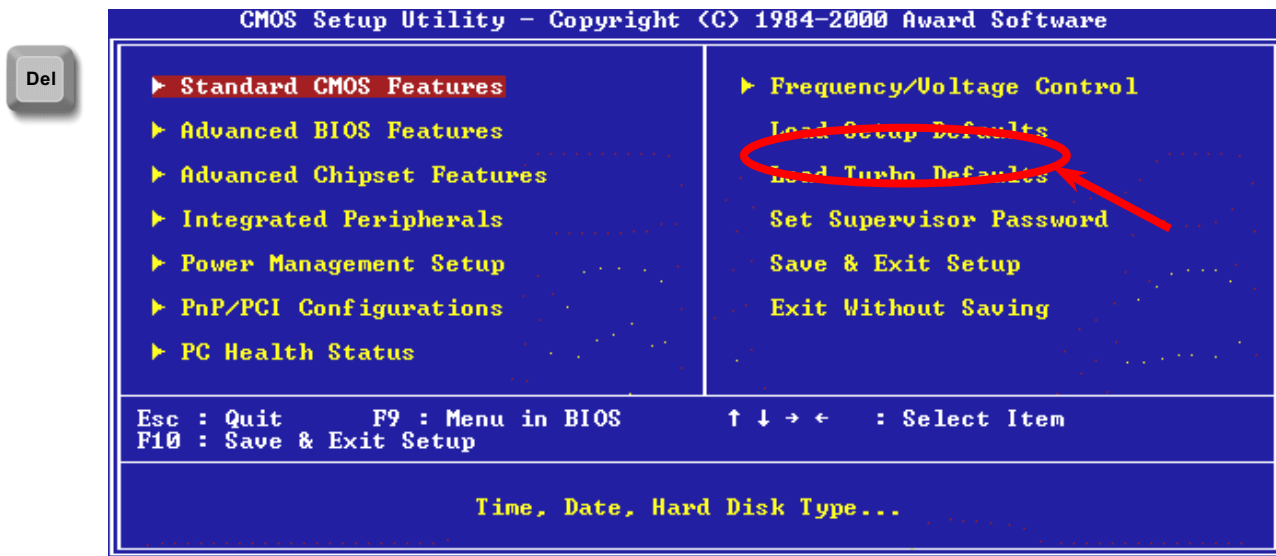 CMOS Setup Utility – Copyright (C) 1984–2000 Award Software
Del
Standard CMOS Features
Advanced BIOS Features
Advanced Chipset Features
Integrated Peripherals
Power Management Setup
PnP/PCI Configurations
PC Health Status
Frequency/Voltage Control
Load Setup Defaults
Load Turbo Defaults
Set Supervisor Password
Save & Exit Setup
Exit Without Saving
Esc : Quit F9 : Menu in BIOS ↑ ↓ → ← : Select Item
F10 : Save & Exit Setup
Time, Date, Hard Disk Type...